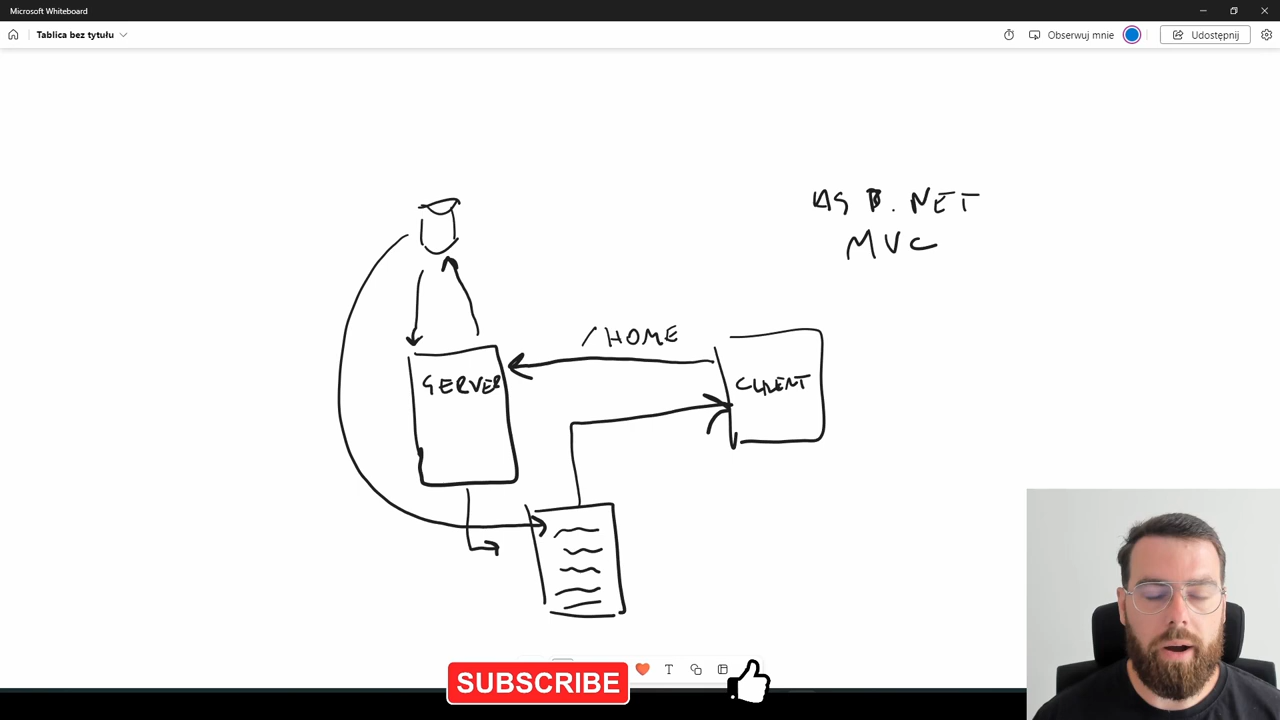 Microsoft Whiteboard
Tablica bez tytułu
Obserwuj mnie
Udostępnij
ASP.NET
MVC
/HOME
SERVER
CLIENT
T
SUBSCRIBE